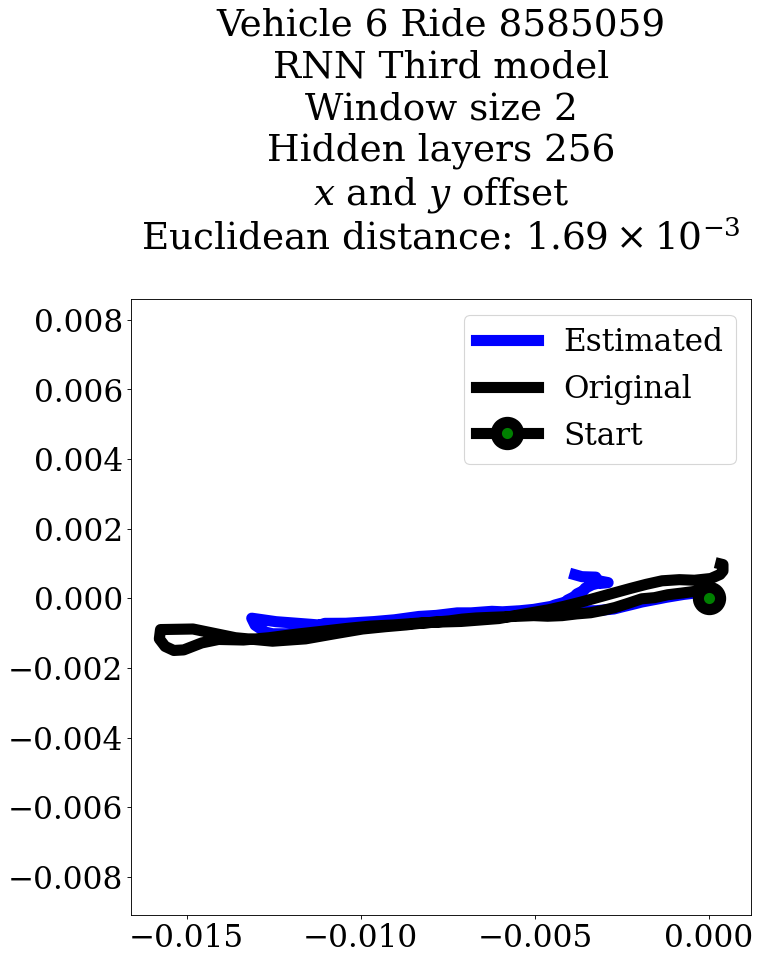 Vehicle 6 Ride 8585059
RNN Third model
Window size 2
Hidden layers 256
x and y offset
Euclidean distance: 1.69 × 10⁻³
Estimated
Original
Start
0.008
0.006
0.004
0.002
0.000
−0.002
−0.004
−0.006
−0.008
−0.015 −0.010 −0.005 0.000